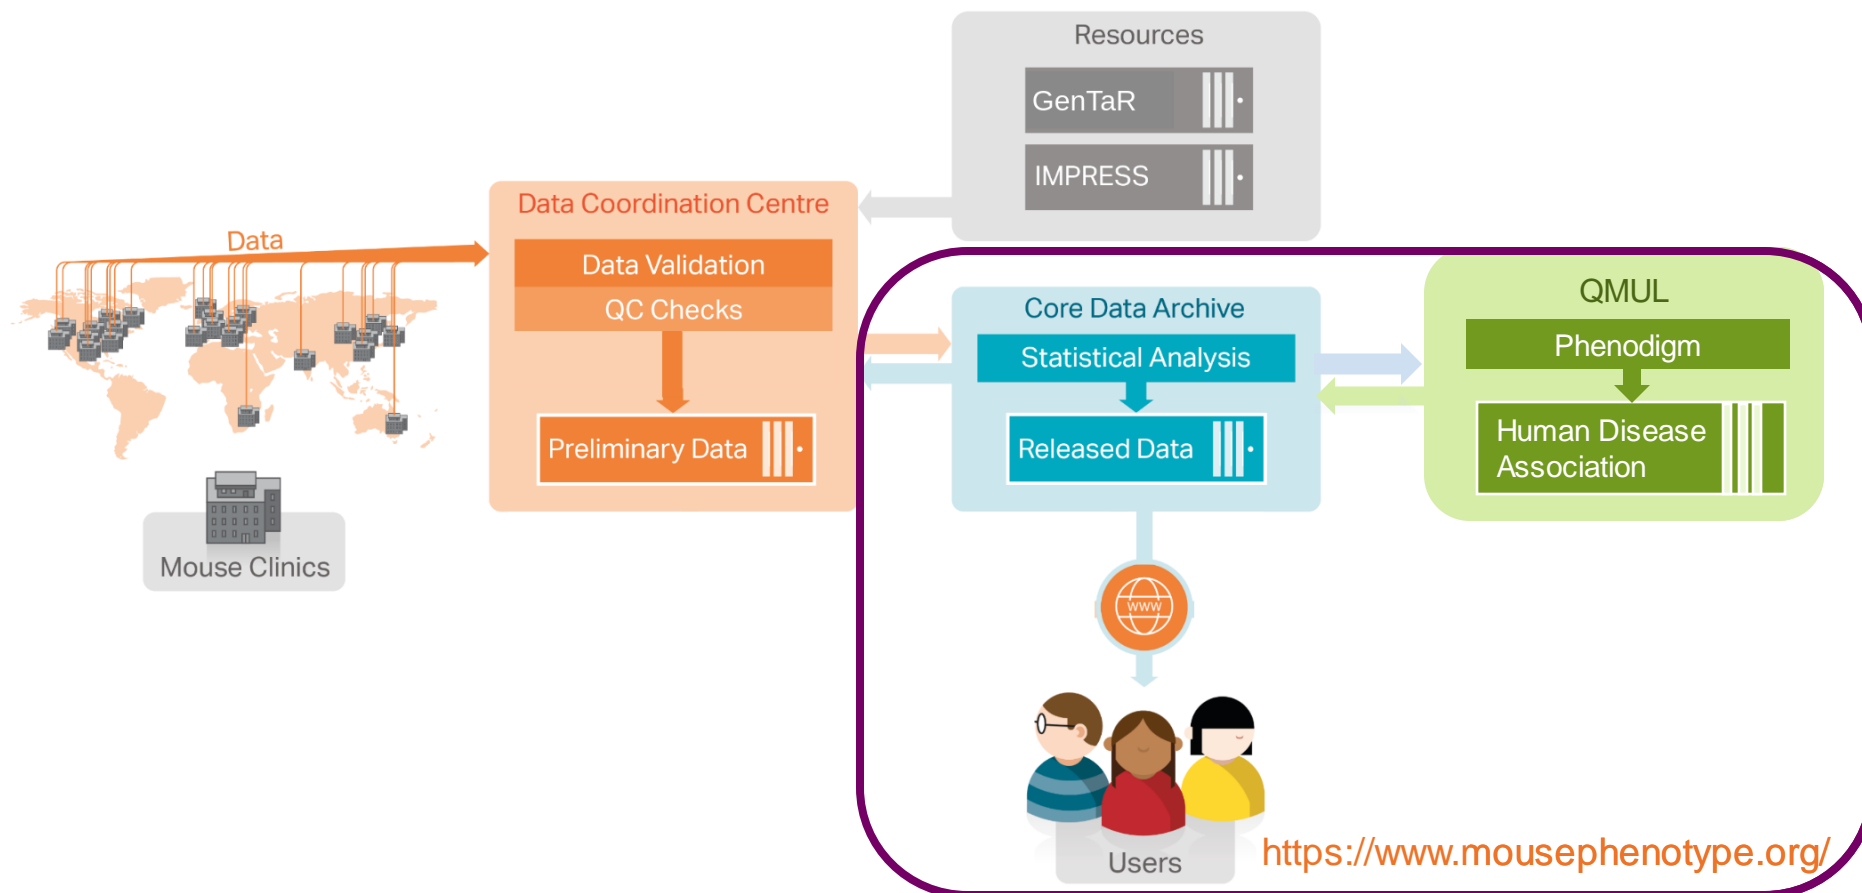 Resources
GenTaR
IMPRESS
Data Coordination Centre
Data
Data Validation
QC Checks
Preliminary Data
Mouse Clinics
Core Data Archive
Statistical Analysis
Released Data
QMUL
Phenodigm
Human Disease
Association
www
Users
https://www.mousephenotype.org/